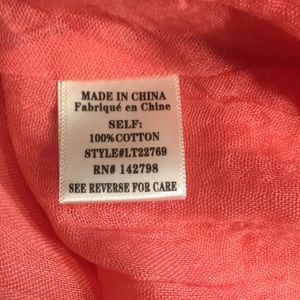 MADE IN CHINA
Fabriqué en Chine
SELF:
100%COTTON
STYLE#LT22769
RN# 142798
SEE REVERSE FOR CARE